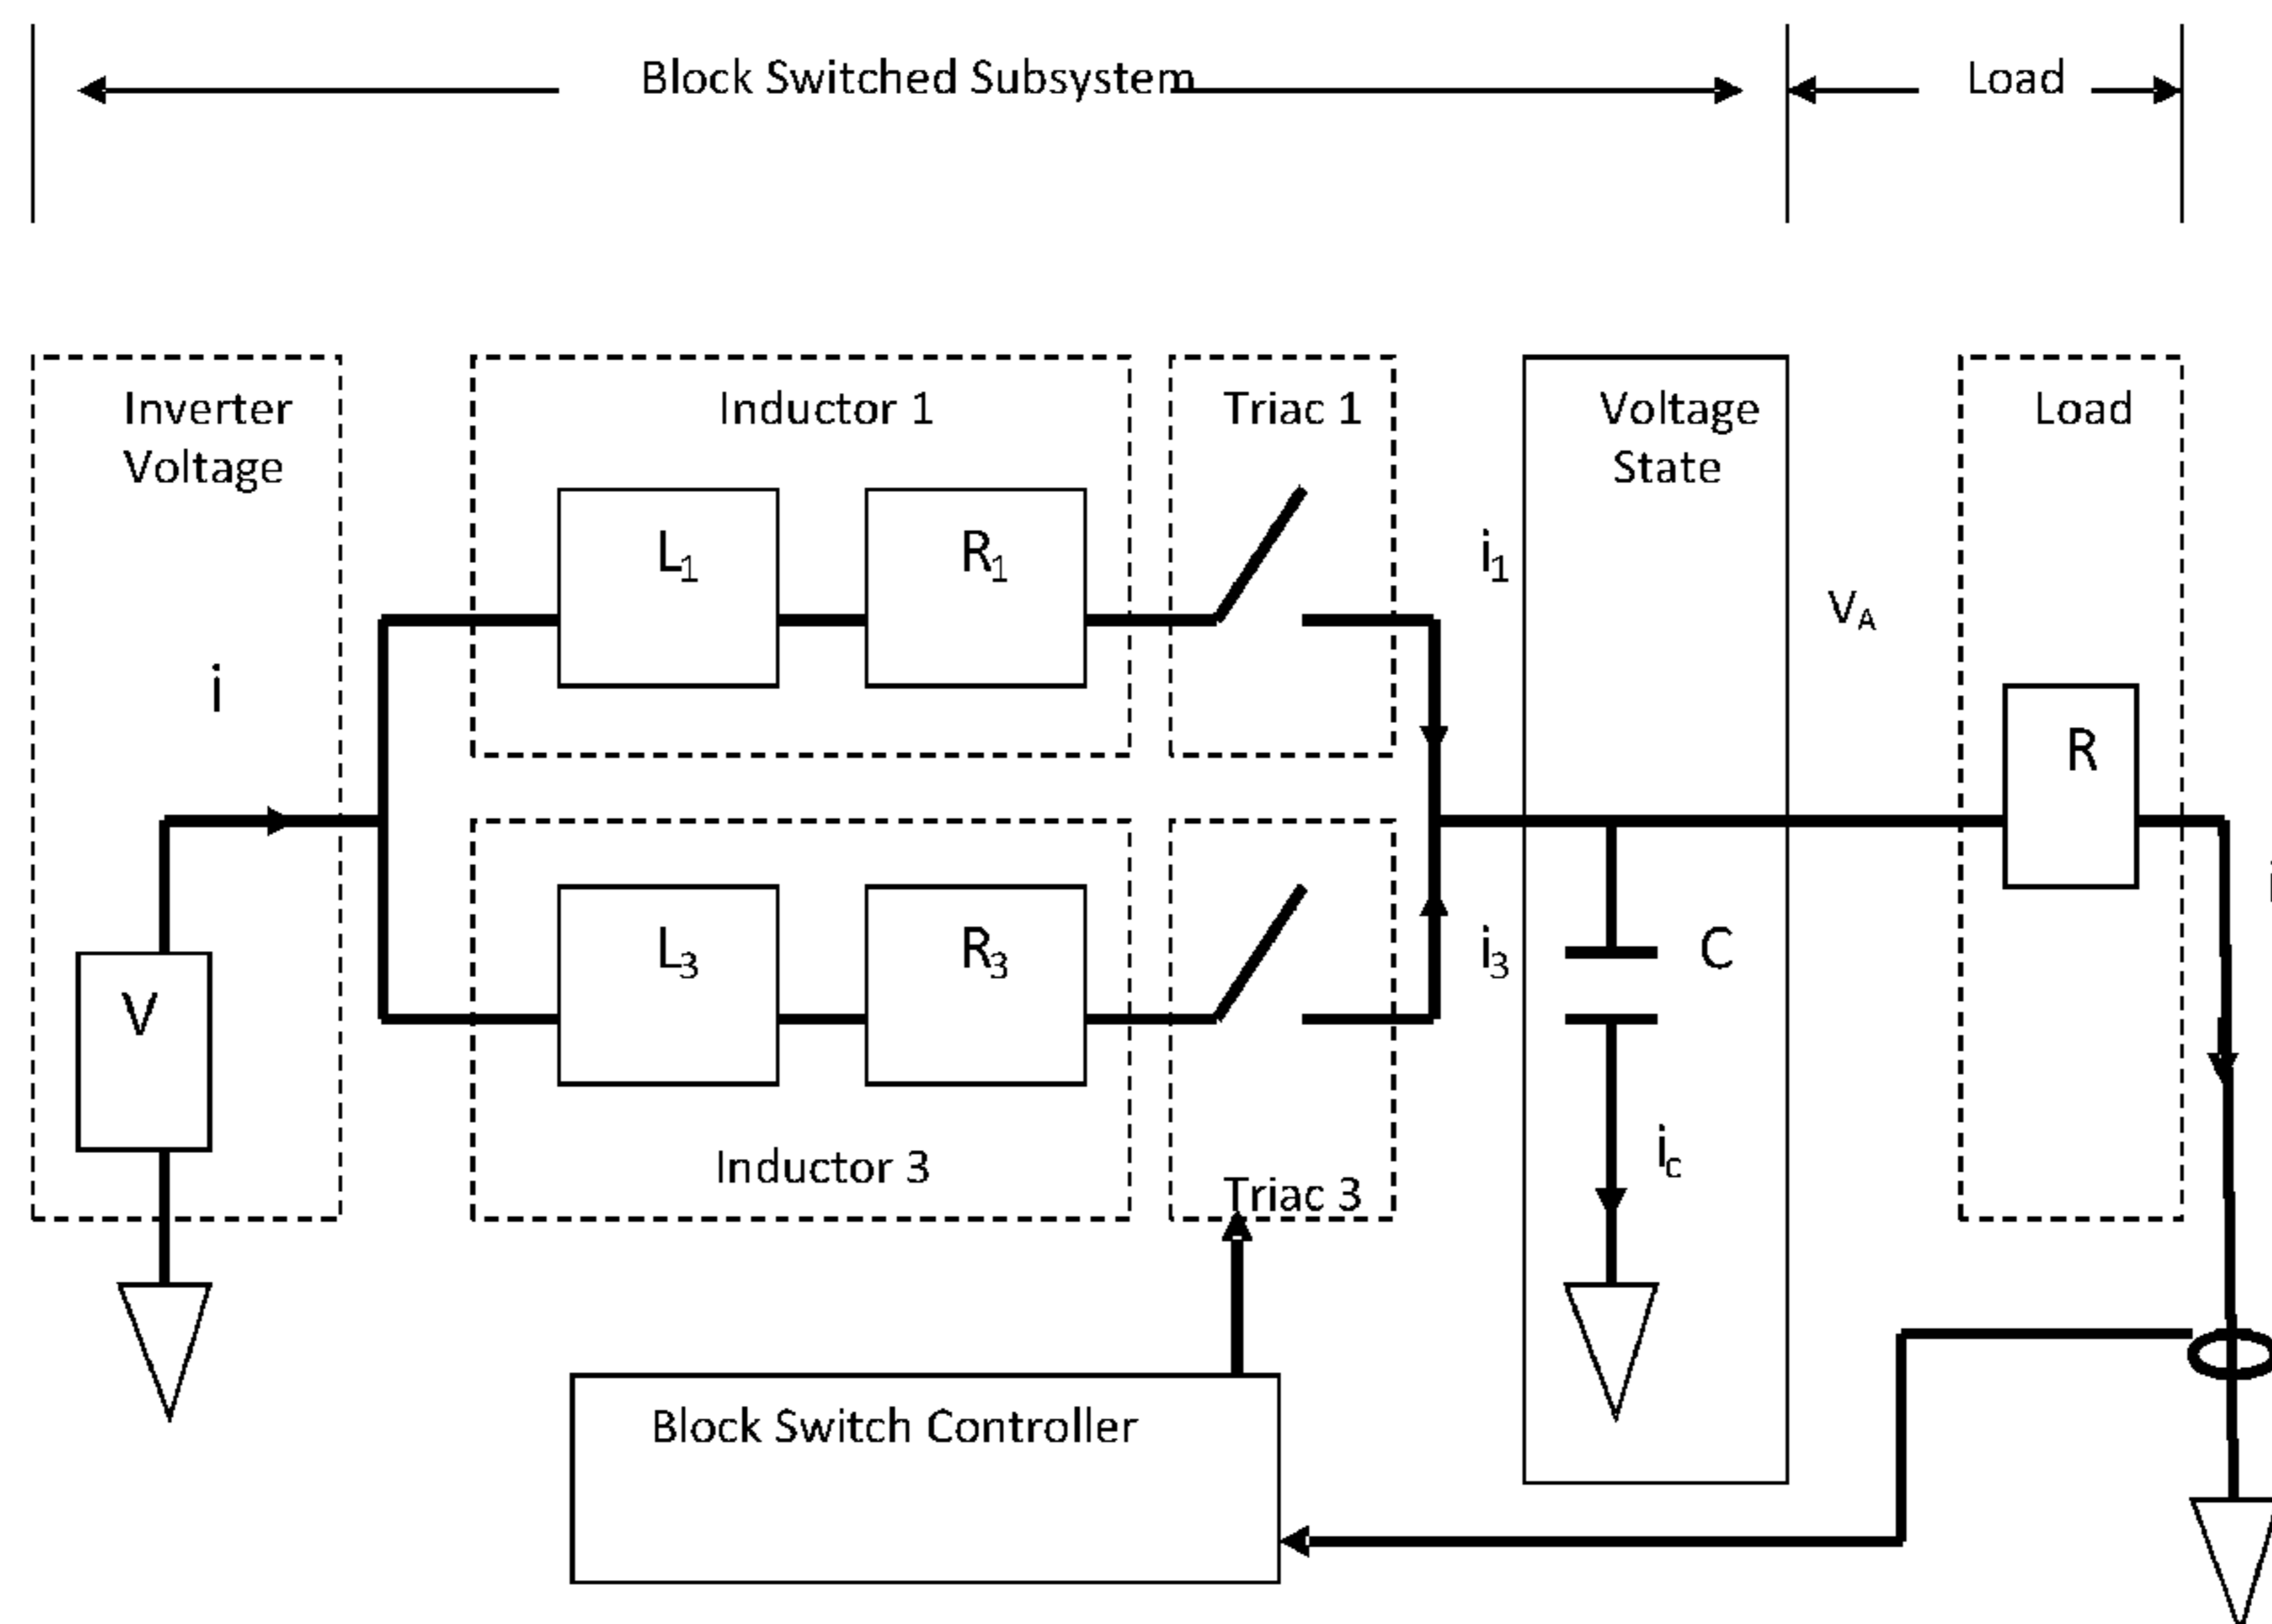 Block Switched Subsystem
Load
Inverter
Voltage
Inductor 1
Triac 1
Voltage
State
Load
L1
R1
i1
VA
i
R
i
L3
R3
i3
C
V
ic
Inductor 3
Triac 3
Block Switch Controller